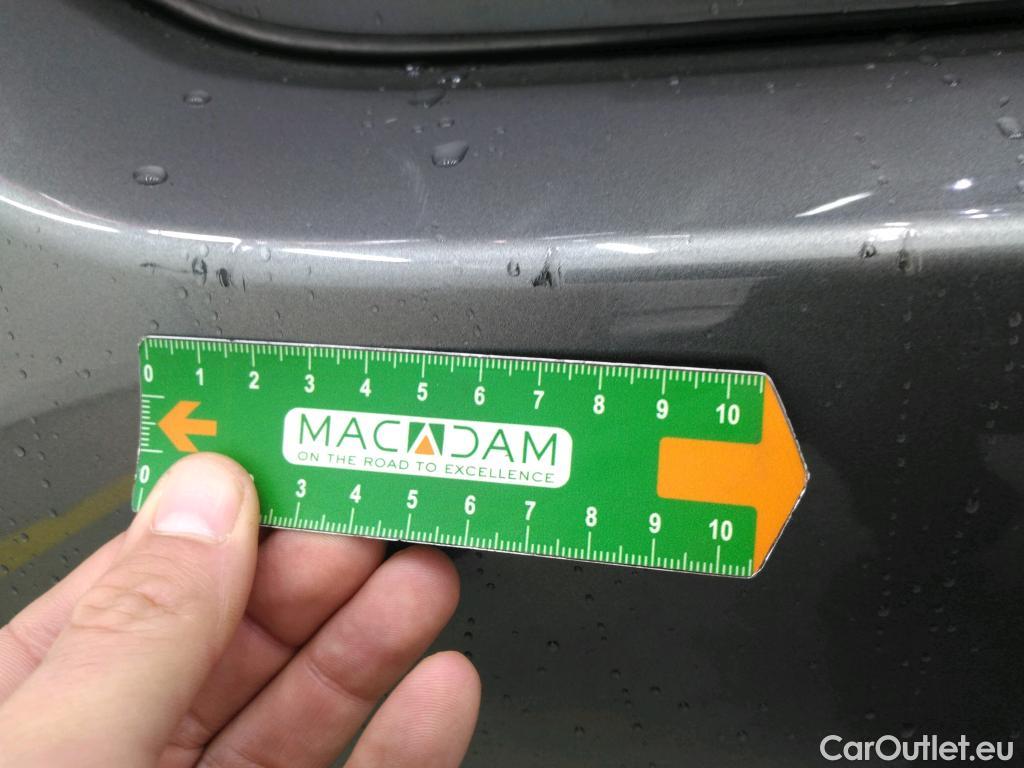 0 1 2 3 4 5 6 7 8 9 10
MACADAM
ON THE ROAD TO EXCELLENCE
0 3 4 5 6 7 8 9 10
CarOutlet.eu